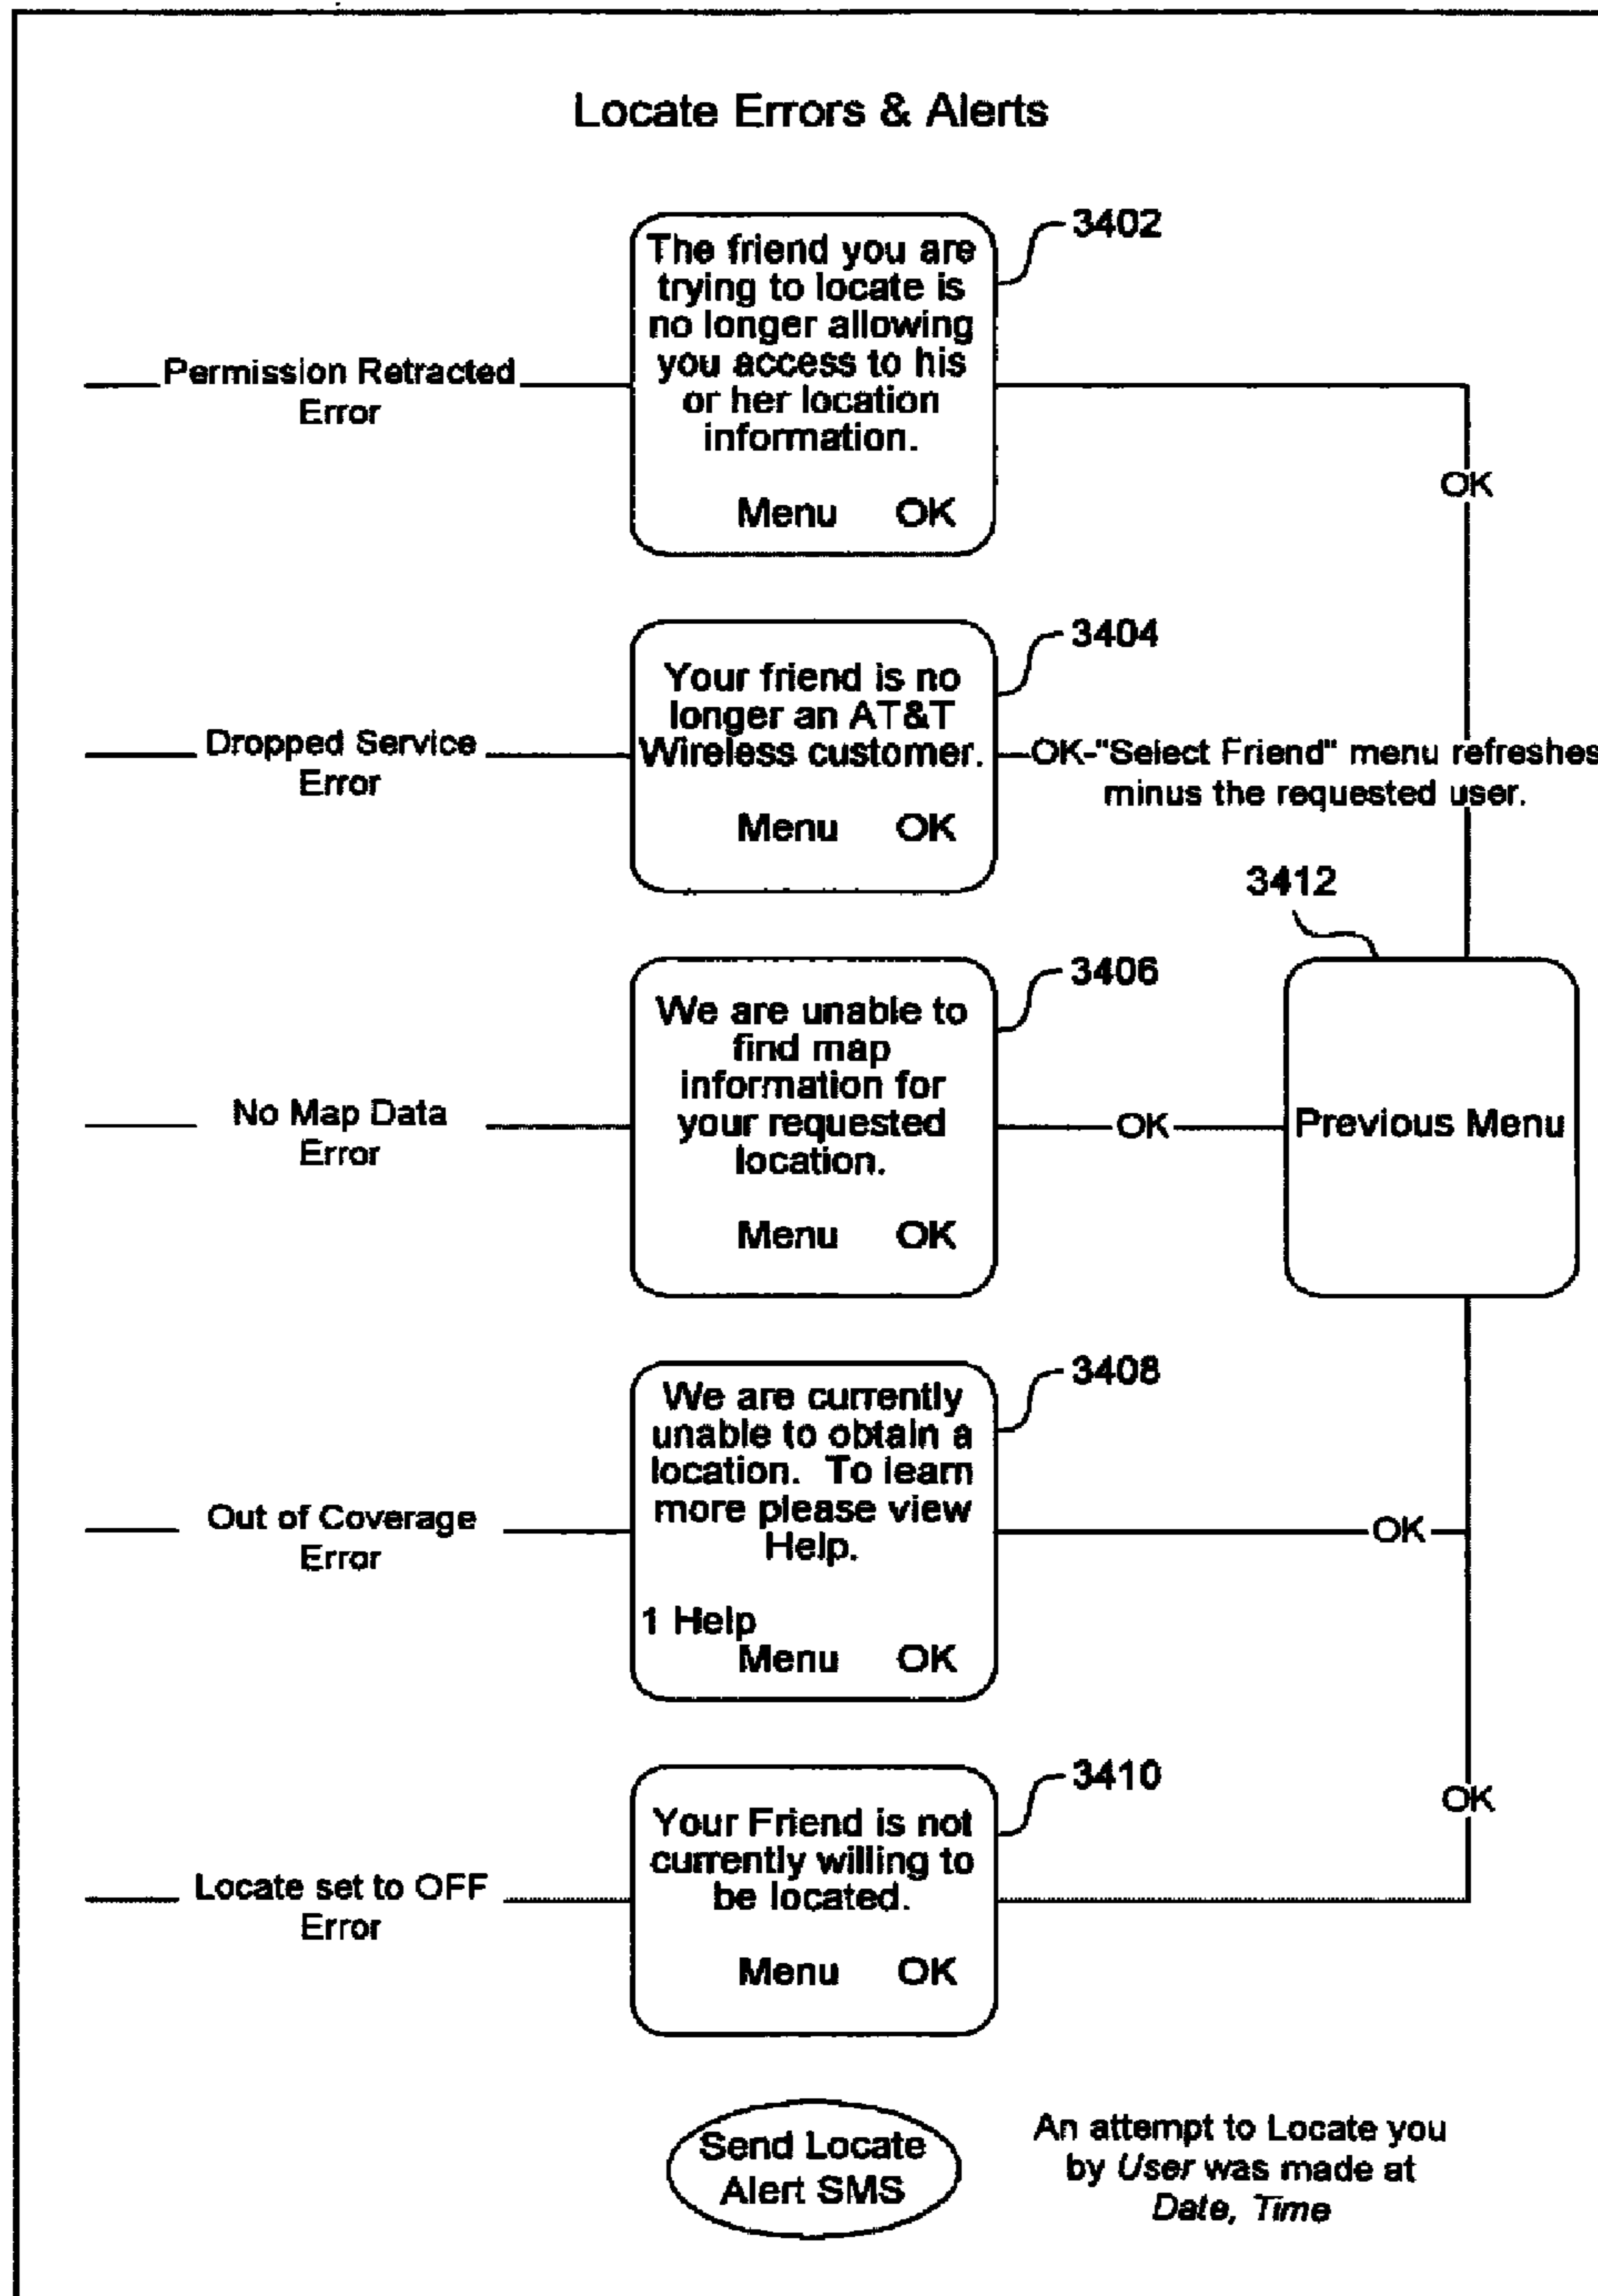 Locate Errors & Alerts
3402
The friend you are
trying to locate is
no longer allowing
you access to his
or her location
information.
Menu OK
Permission Retracted
Error
OK
3404
Your friend is no
longer an AT&T
Wireless customer.
Menu OK
Dropped Service
Error
OK-"Select Friend" menu refreshes
minus the requested user.
3412
3406
We are unable to
find map
information for
your requested
location.
Menu OK
No Map Data
Error
OK
Previous Menu
3408
We are currently
unable to obtain a
location. To learn
more please view
Help.
1 Help
Menu OK
Out of Coverage
Error
OK
3410
Your Friend is not
currently willing to
be located.
Menu OK
Locate set to OFF
Error
OK
Send Locate
Alert SMS
An attempt to Locate you
by User was made at
Date, Time